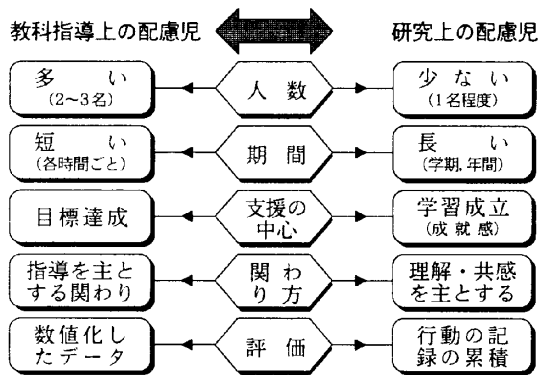 教科指導上の配慮児
研究上の配慮児
多い
(2〜3名)
人数
少ない
(1名程度)
短い
(各時間ごと)
期間
長い
(学期,年間)
目標達成
支援の
中心
学習成立
(成就感)
指導を主と
する関わり
関わ
り方
理解・共感
を主とする
数値化し
たデータ
評価
行動の記
録の累積